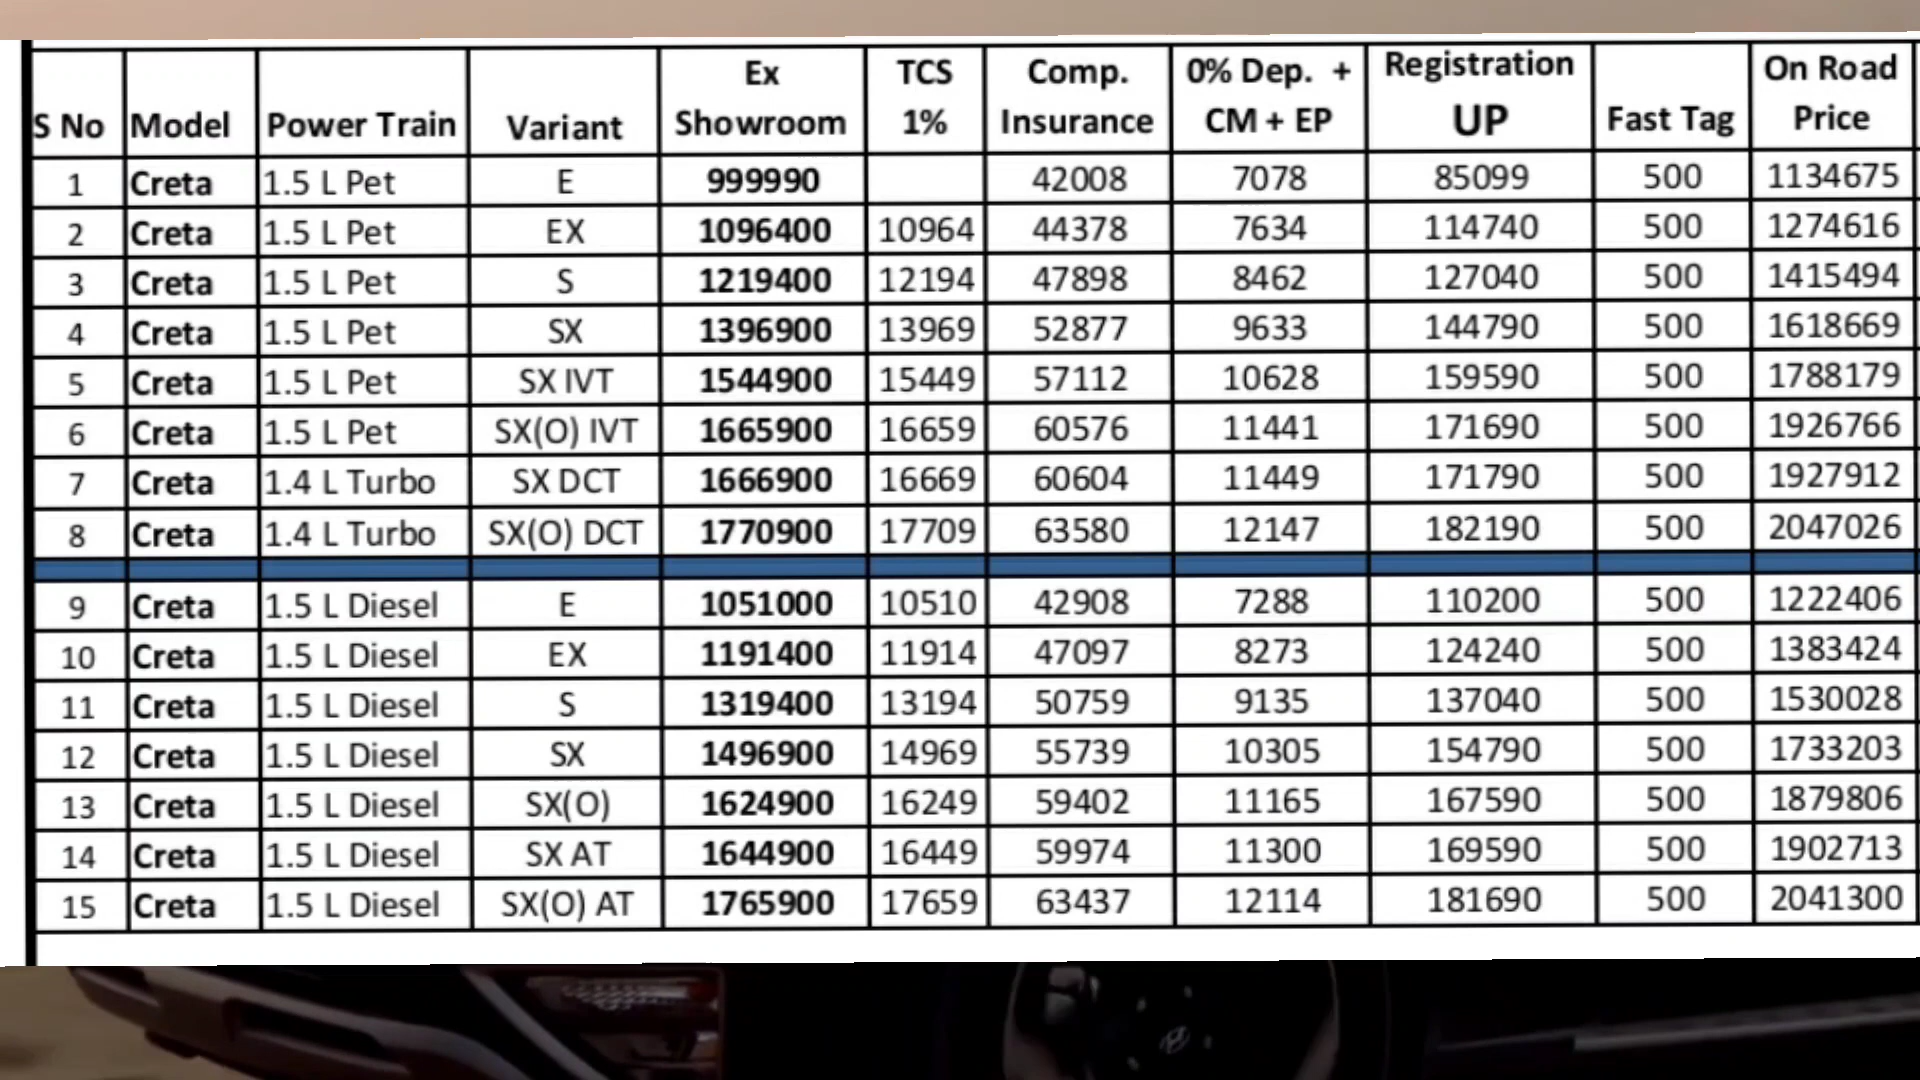 S No Model Power Train Variant Ex Showroom TCS 1% Comp. Insurance 0% Dep. + CM + EP Registration UP Fast Tag On Road Price
1 Creta 1.5 L Pet E 999990 42008 7078 85099 500 1134675
2 Creta 1.5 L Pet EX 1096400 10964 44378 7634 114740 500 1274616
3 Creta 1.5 L Pet S 1219400 12194 47898 8462 127040 500 1415494
4 Creta 1.5 L Pet SX 1396900 13969 52877 9633 144790 500 1618669
5 Creta 1.5 L Pet SX IVT 1544900 15449 57112 10628 159590 500 1788179
6 Creta 1.5 L Pet SX(O) IVT 1665900 16659 60576 11441 171690 500 1926766
7 Creta 1.4 L Turbo SX DCT 1666900 16669 60604 11449 171790 500 1927912
8 Creta 1.4 L Turbo SX(O) DCT 1770900 17709 63580 12147 182190 500 2047026
9 Creta 1.5 L Diesel E 1051000 10510 42908 7288 110200 500 1222406
10 Creta 1.5 L Diesel EX 1191400 11914 47097 8273 124240 500 1383424
11 Creta 1.5 L Diesel S 1319400 13194 50759 9135 137040 500 1530028
12 Creta 1.5 L Diesel SX 1496900 14969 55739 10305 154790 500 1733203
13 Creta 1.5 L Diesel SX(O) 1624900 16249 59402 11165 167590 500 1879806
14 Creta 1.5 L Diesel SX AT 1644900 16449 59974 11300 169590 500 1902713
15 Creta 1.5 L Diesel SX(O) AT 1765900 17659 63437 12114 181690 500 2041300